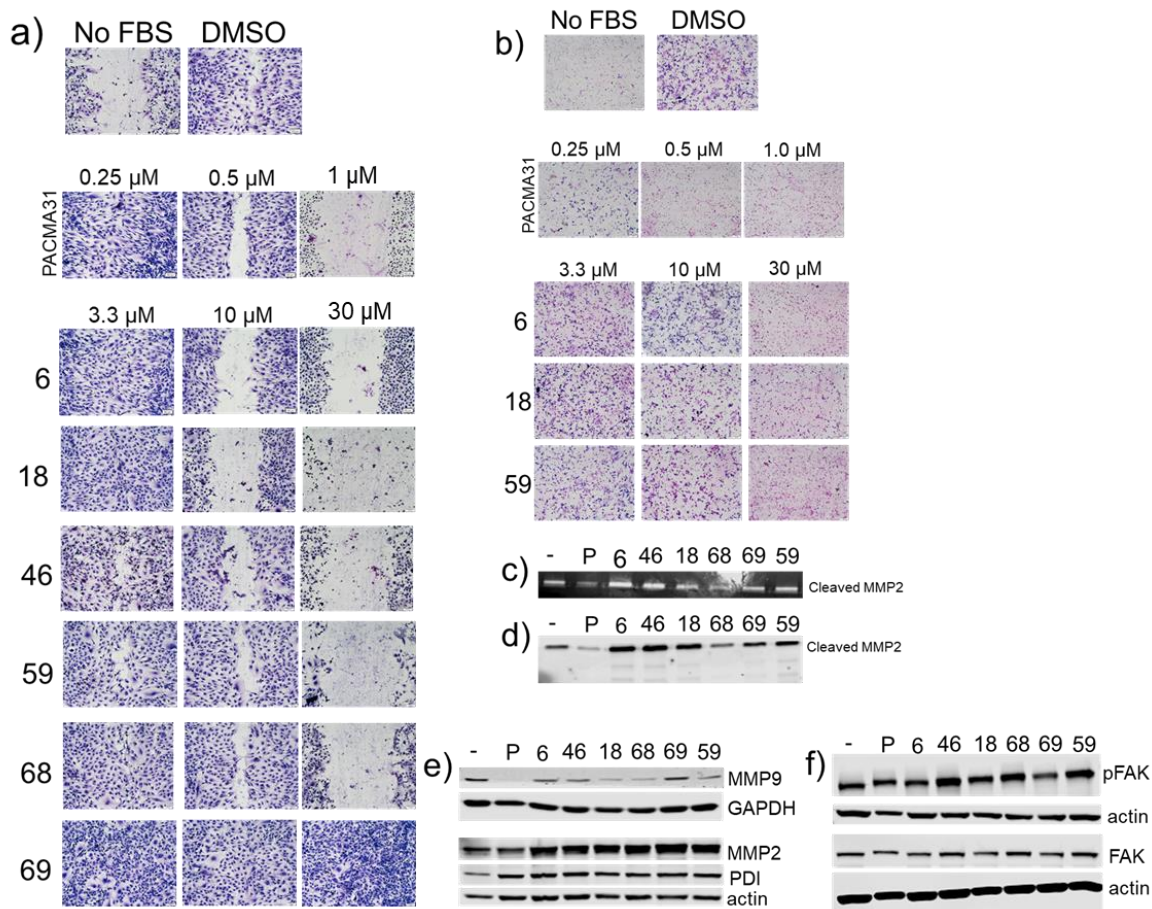 a)
No FBS DMSO
0.25 µM 0.5 µM 1 µM
PACMA31
3.3 µM 10 µM 30 µM
6
18
46
59
68
69
b)
No FBS DMSO
0.25 µM 0.5 µM 1.0 µM
PACMA31
3.3 µM 10 µM 30 µM
6
18
59
- P 6 46 18 68 69 59
c) Cleaved MMP2
- P 6 46 18 68 69 59
d) Cleaved MMP2
- P 6 46 18 68 69 59
e) MMP9
GAPDH
MMP2
PDI
actin
- P 6 46 18 68 69 59
f) pFAK
actin
FAK
actin